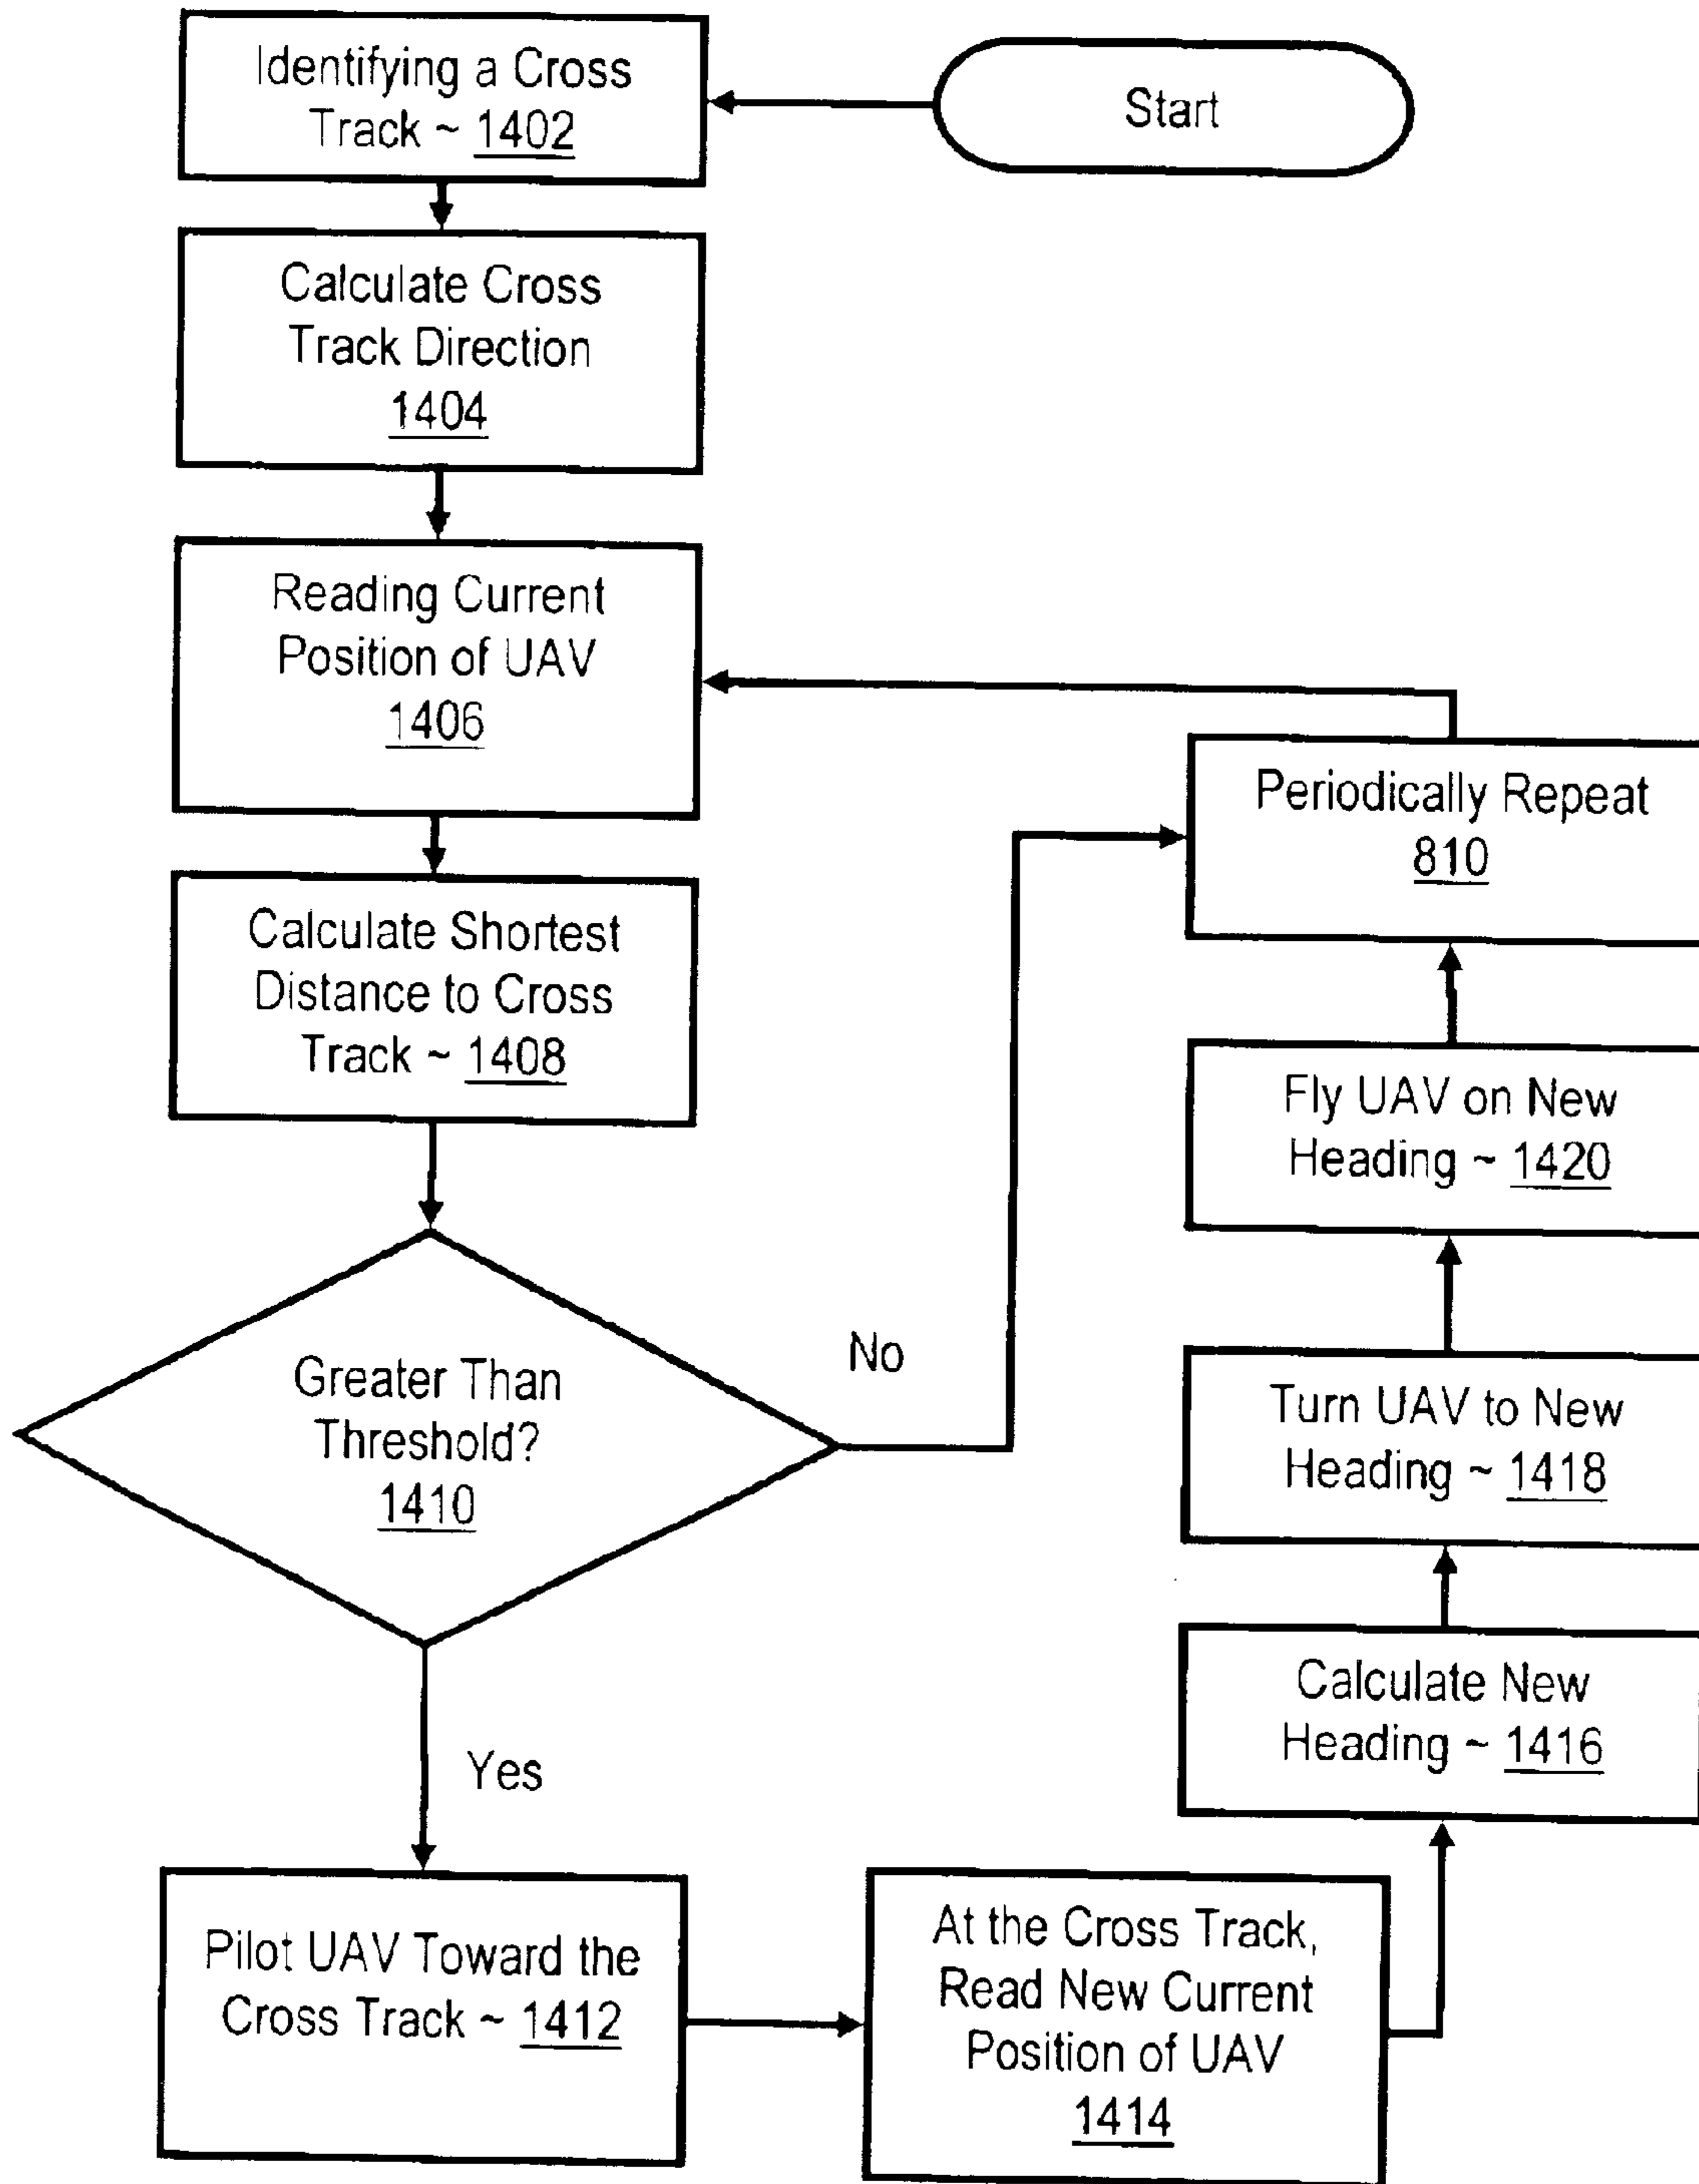 Start
Identifying a Cross
Track ~ 1402
Calculate Cross
Track Direction
1404
Reading Current
Position of UAV
1406
Calculate Shortest
Distance to Cross
Track ~ 1408
Greater Than
Threshold?
1410
No
Yes
Pilot UAV Toward the
Cross Track ~ 1412
At the Cross Track,
Read New Current
Position of UAV
1414
Calculate New
Heading ~ 1416
Turn UAV to New
Heading ~ 1418
Fly UAV on New
Heading ~ 1420
Periodically Repeat
810